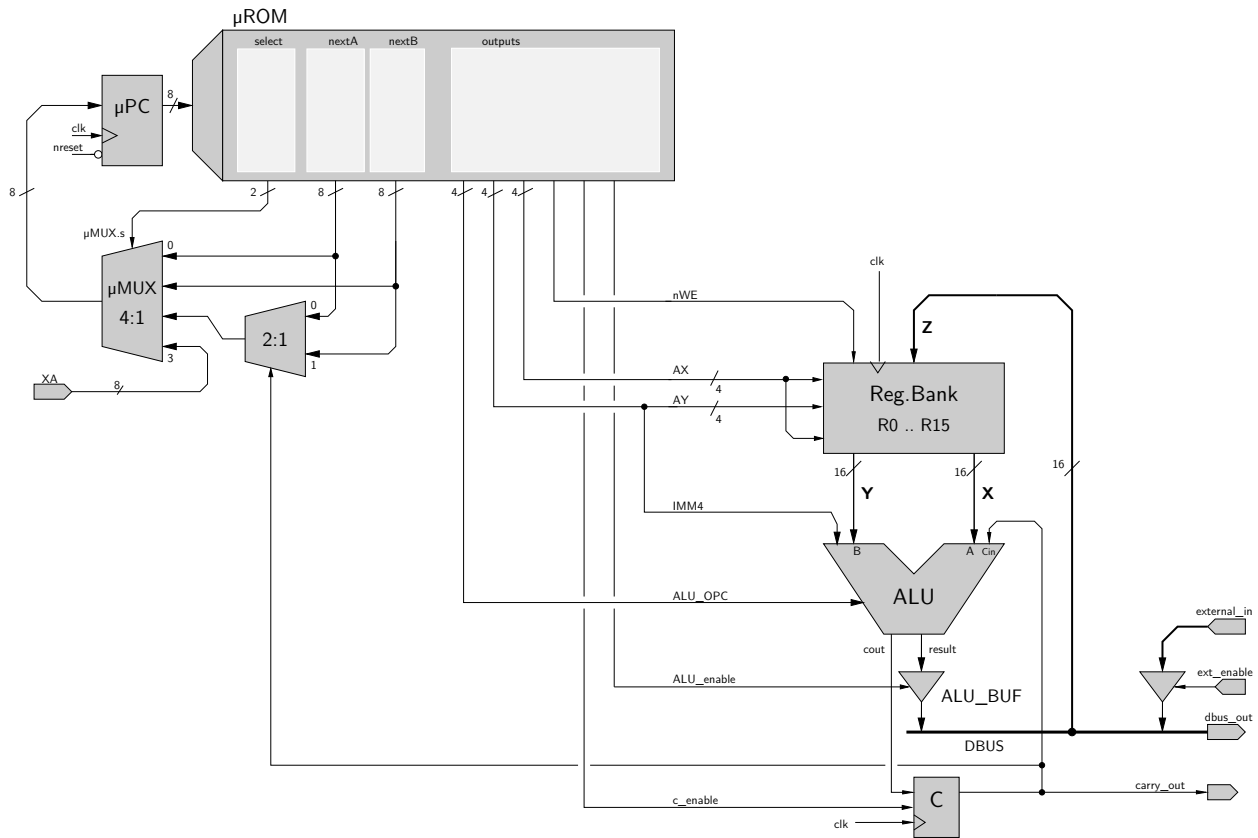 µROM
select nextA nextB outputs
µPC
8
clk
nreset
8
2
8
8
4
4
4
µMUX.s
0
µMUX
4:1
3
0
2:1
1
XA
8
clk
nWE
Z
AX
4
AY
4
Reg.Bank
R0 .. R15
16
16
16
Y
X
IMM4
B
A
Cin
ALU
ALU_OPC
cout
result
external_in
ALU_enable
ext_enable
ALU_BUF
dbus_out
DBUS
c_enable
C
carry_out
clk